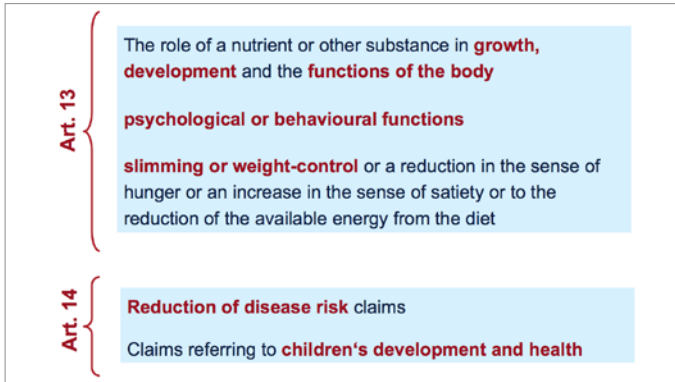 Art. 13
The role of a nutrient or other substance in growth,
development and the functions of the body
psychological or behavioural functions
slimming or weight-control or a reduction in the sense of
hunger or an increase in the sense of satiety or to the
reduction of the available energy from the diet
Art. 14
Reduction of disease risk claims
Claims referring to children‘s development and health